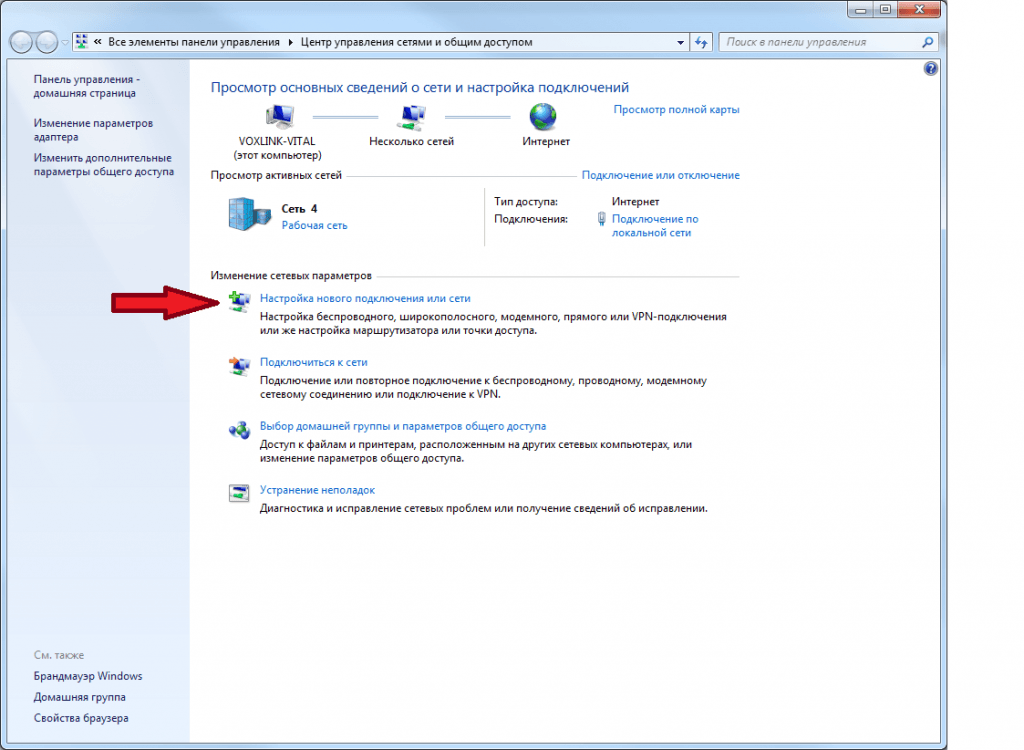 « Все элементы панели управления ▸ Центр управления сетями и общим доступом
Поиск в панели управления
Панель управления -
домашняя страница
Изменение параметров
адаптера
Изменить дополнительные
параметры общего доступа
Просмотр основных сведений о сети и настройка подключений
Просмотр полной карты
VOXLINK-VITAL
(этот компьютер)
Несколько сетей
Интернет
Просмотр активных сетей
Подключение или отключение
Сеть 4
Рабочая сеть
Тип доступа: Интернет
Подключения: Подключение по
локальной сети
Изменение сетевых параметров
Настройка нового подключения или сети
Настройка беспроводного, широкополосного, модемного, прямого или VPN-подключения
или же настройка маршрутизатора или точки доступа.
Подключиться к сети
Подключение или повторное подключение к беспроводному, проводному, модемному
сетевому соединению или подключение к VPN.
Выбор домашней группы и параметров общего доступа
Доступ к файлам и принтерам, расположенным на других сетевых компьютерах, или
изменение параметров общего доступа.
Устранение неполадок
Диагностика и исправление сетевых проблем или получение сведений об исправлении.
См. также
Брандмауэр Windows
Домашняя группа
Свойства браузера